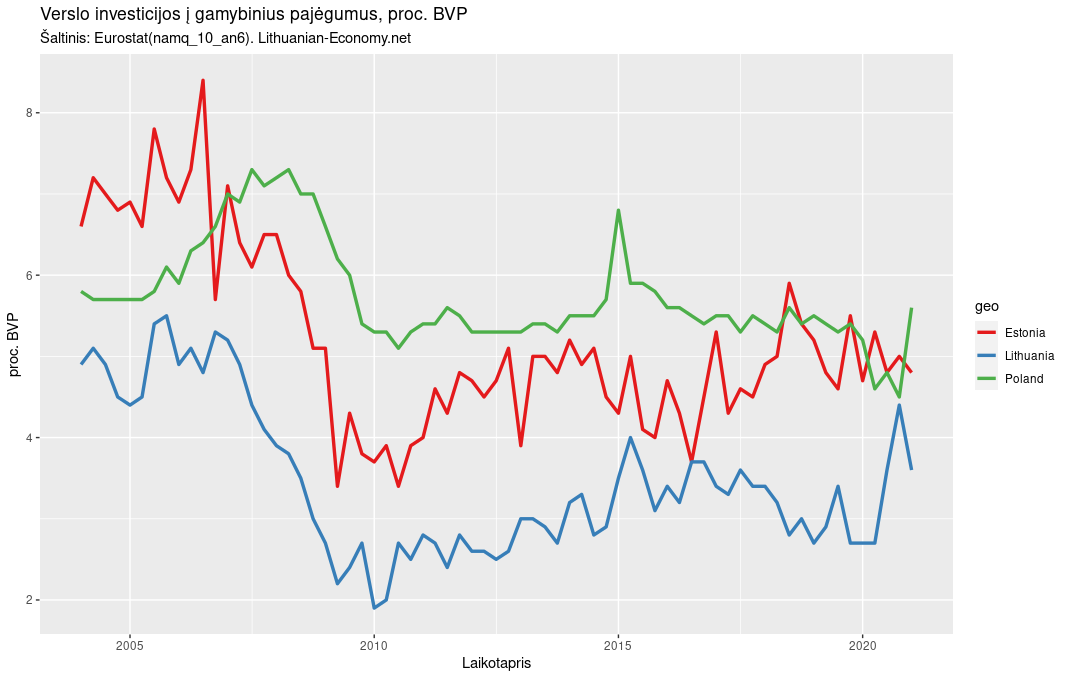 Verslo investicijos į gamybinius pajėgumus, proc. BVP
Šaltinis: Eurostat(namq_10_an6). Lithuanian-Economy.net
proc. BVP
8
6
4
2
2005
2010
2015
2020
Laikotapris
geo
Estonia
Lithuania
Poland